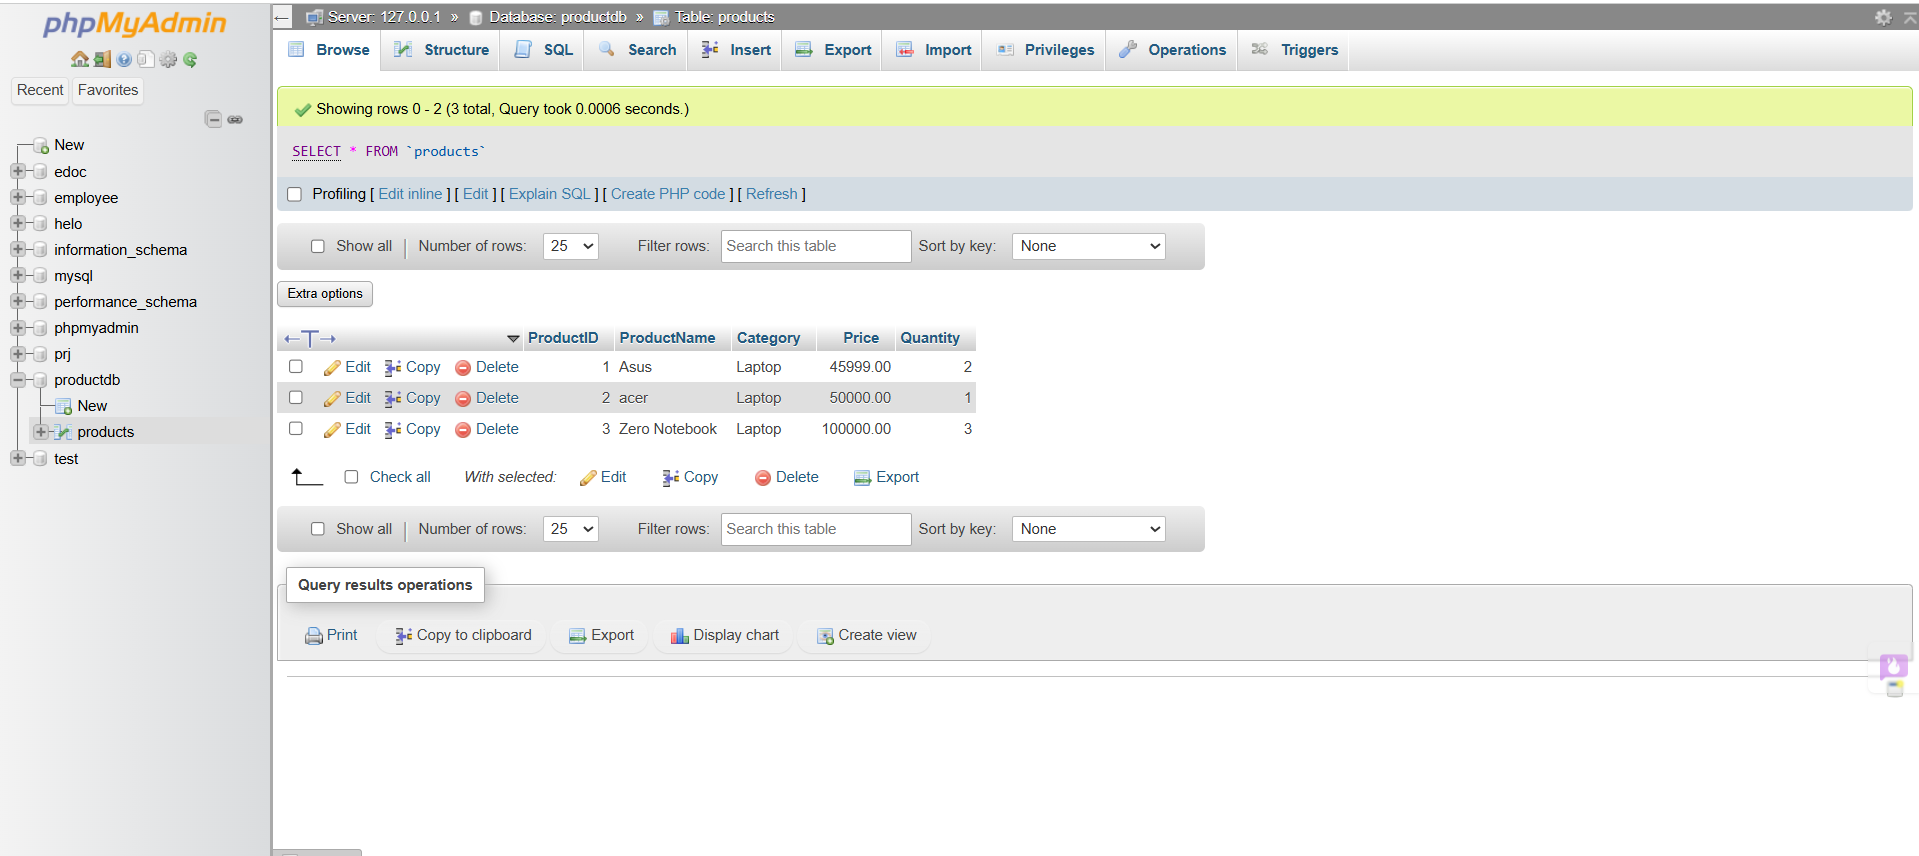 phpMyAdmin
Recent Favorites
New
edoc
employee
helo
information_schema
mysql
performance_schema
phpmyadmin
prj
productdb
New
products
test
Server: 127.0.0.1 » Database: productdb » Table: products
Browse Structure SQL Search Insert Export Import Privileges Operations Triggers
Showing rows 0 - 2 (3 total, Query took 0.0006 seconds.)
SELECT * FROM `products`
Profiling [ Edit inline ] [ Edit ] [ Explain SQL ] [ Create PHP code ] [ Refresh ]
Show all | Number of rows: 25 Filter rows: Search this table Sort by key: None
Extra options
←T→ ProductID ProductName Category Price Quantity
Edit Copy Delete 1 Asus Laptop 45999.00 2
Edit Copy Delete 2 acer Laptop 50000.00 1
Edit Copy Delete 3 Zero Notebook Laptop 100000.00 3
Check all With selected: Edit Copy Delete Export
Show all | Number of rows: 25 Filter rows: Search this table Sort by key: None
Query results operations
Print Copy to clipboard Export Display chart Create view